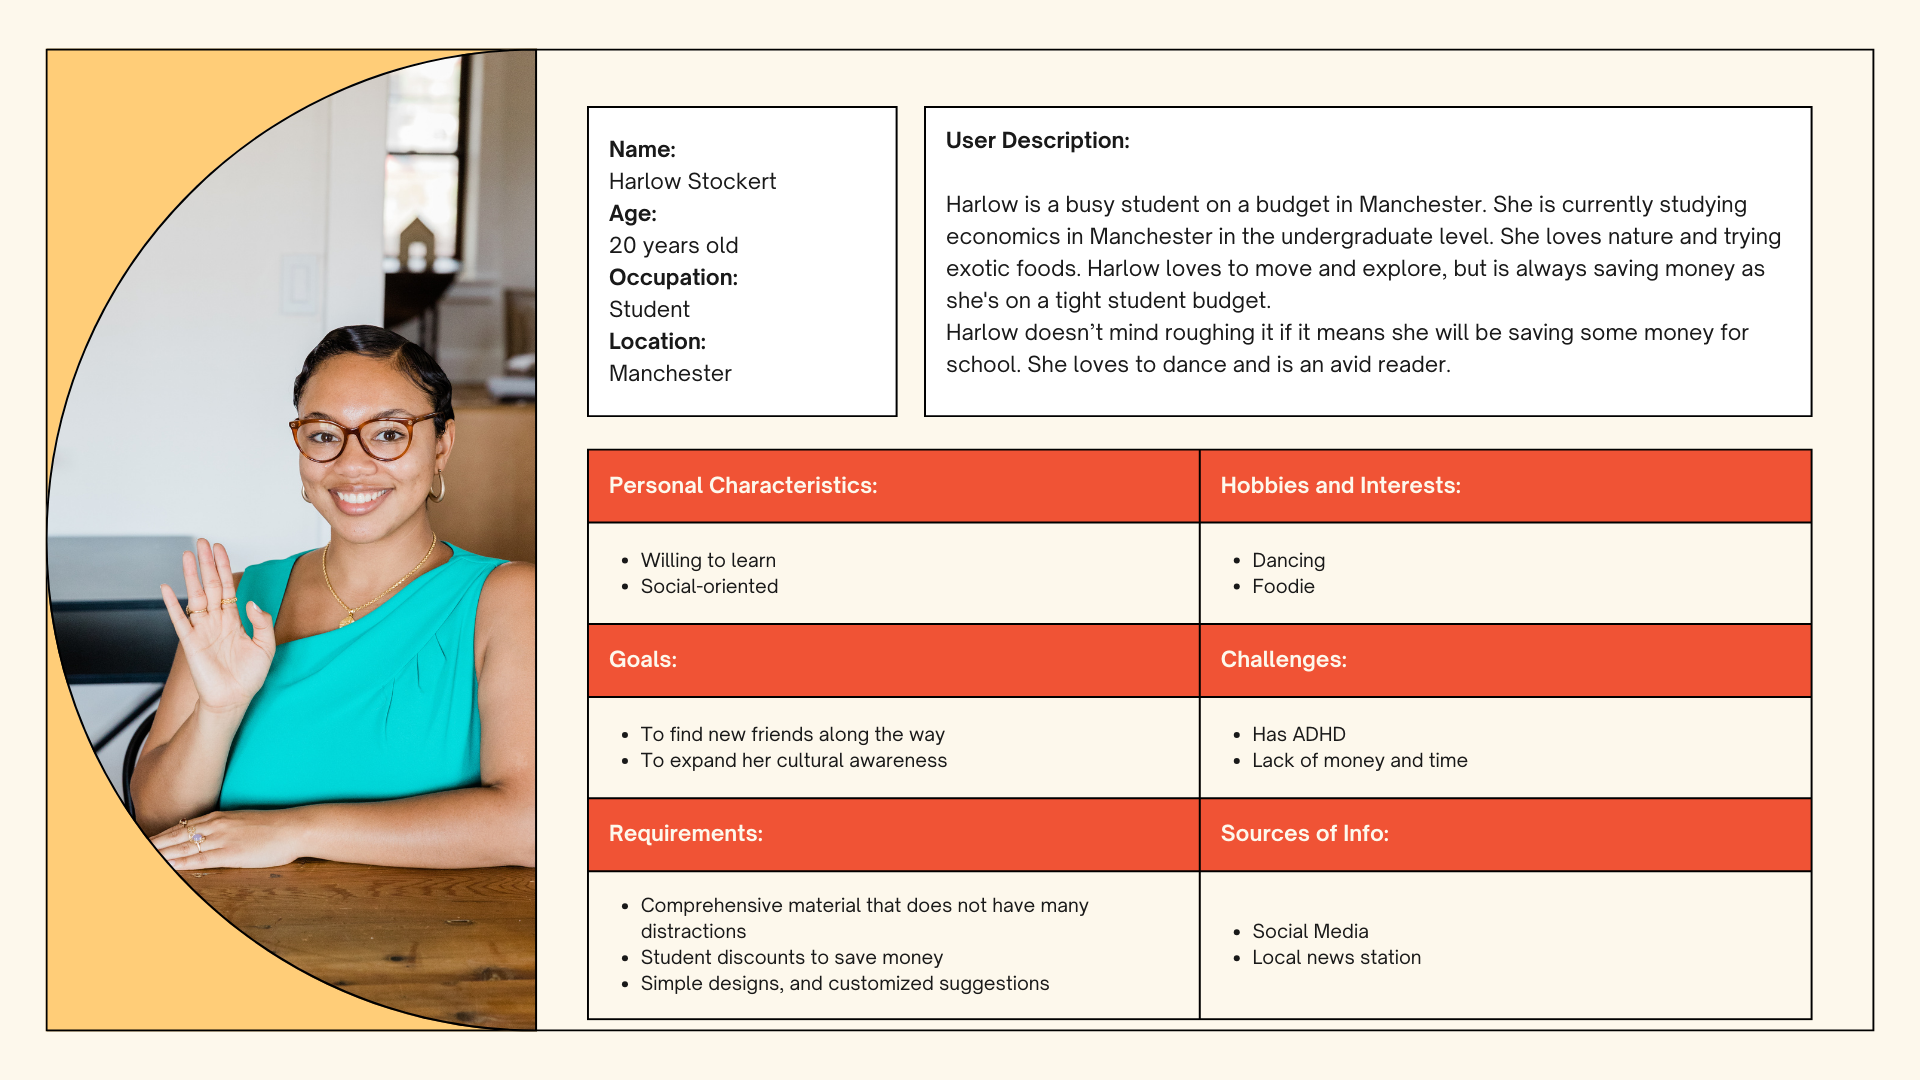 Name:
Harlow Stockert
Age:
20 years old
Occupation:
Student
Location:
Manchester
User Description:
Harlow is a busy student on a budget in Manchester. She is currently studying
economics in Manchester in the undergraduate level. She loves nature and trying
exotic foods. Harlow loves to move and explore, but is always saving money as
she's on a tight student budget.
Harlow doesn’t mind roughing it if it means she will be saving some money for
school. She loves to dance and is an avid reader.
Personal Characteristics:
• Willing to learn
• Social-oriented
Hobbies and Interests:
• Dancing
• Foodie
Goals:
• To find new friends along the way
• To expand her cultural awareness
Challenges:
• Has ADHD
• Lack of money and time
Requirements:
• Comprehensive material that does not have many
distractions
• Student discounts to save money
• Simple designs, and customized suggestions
Sources of Info:
• Social Media
• Local news station